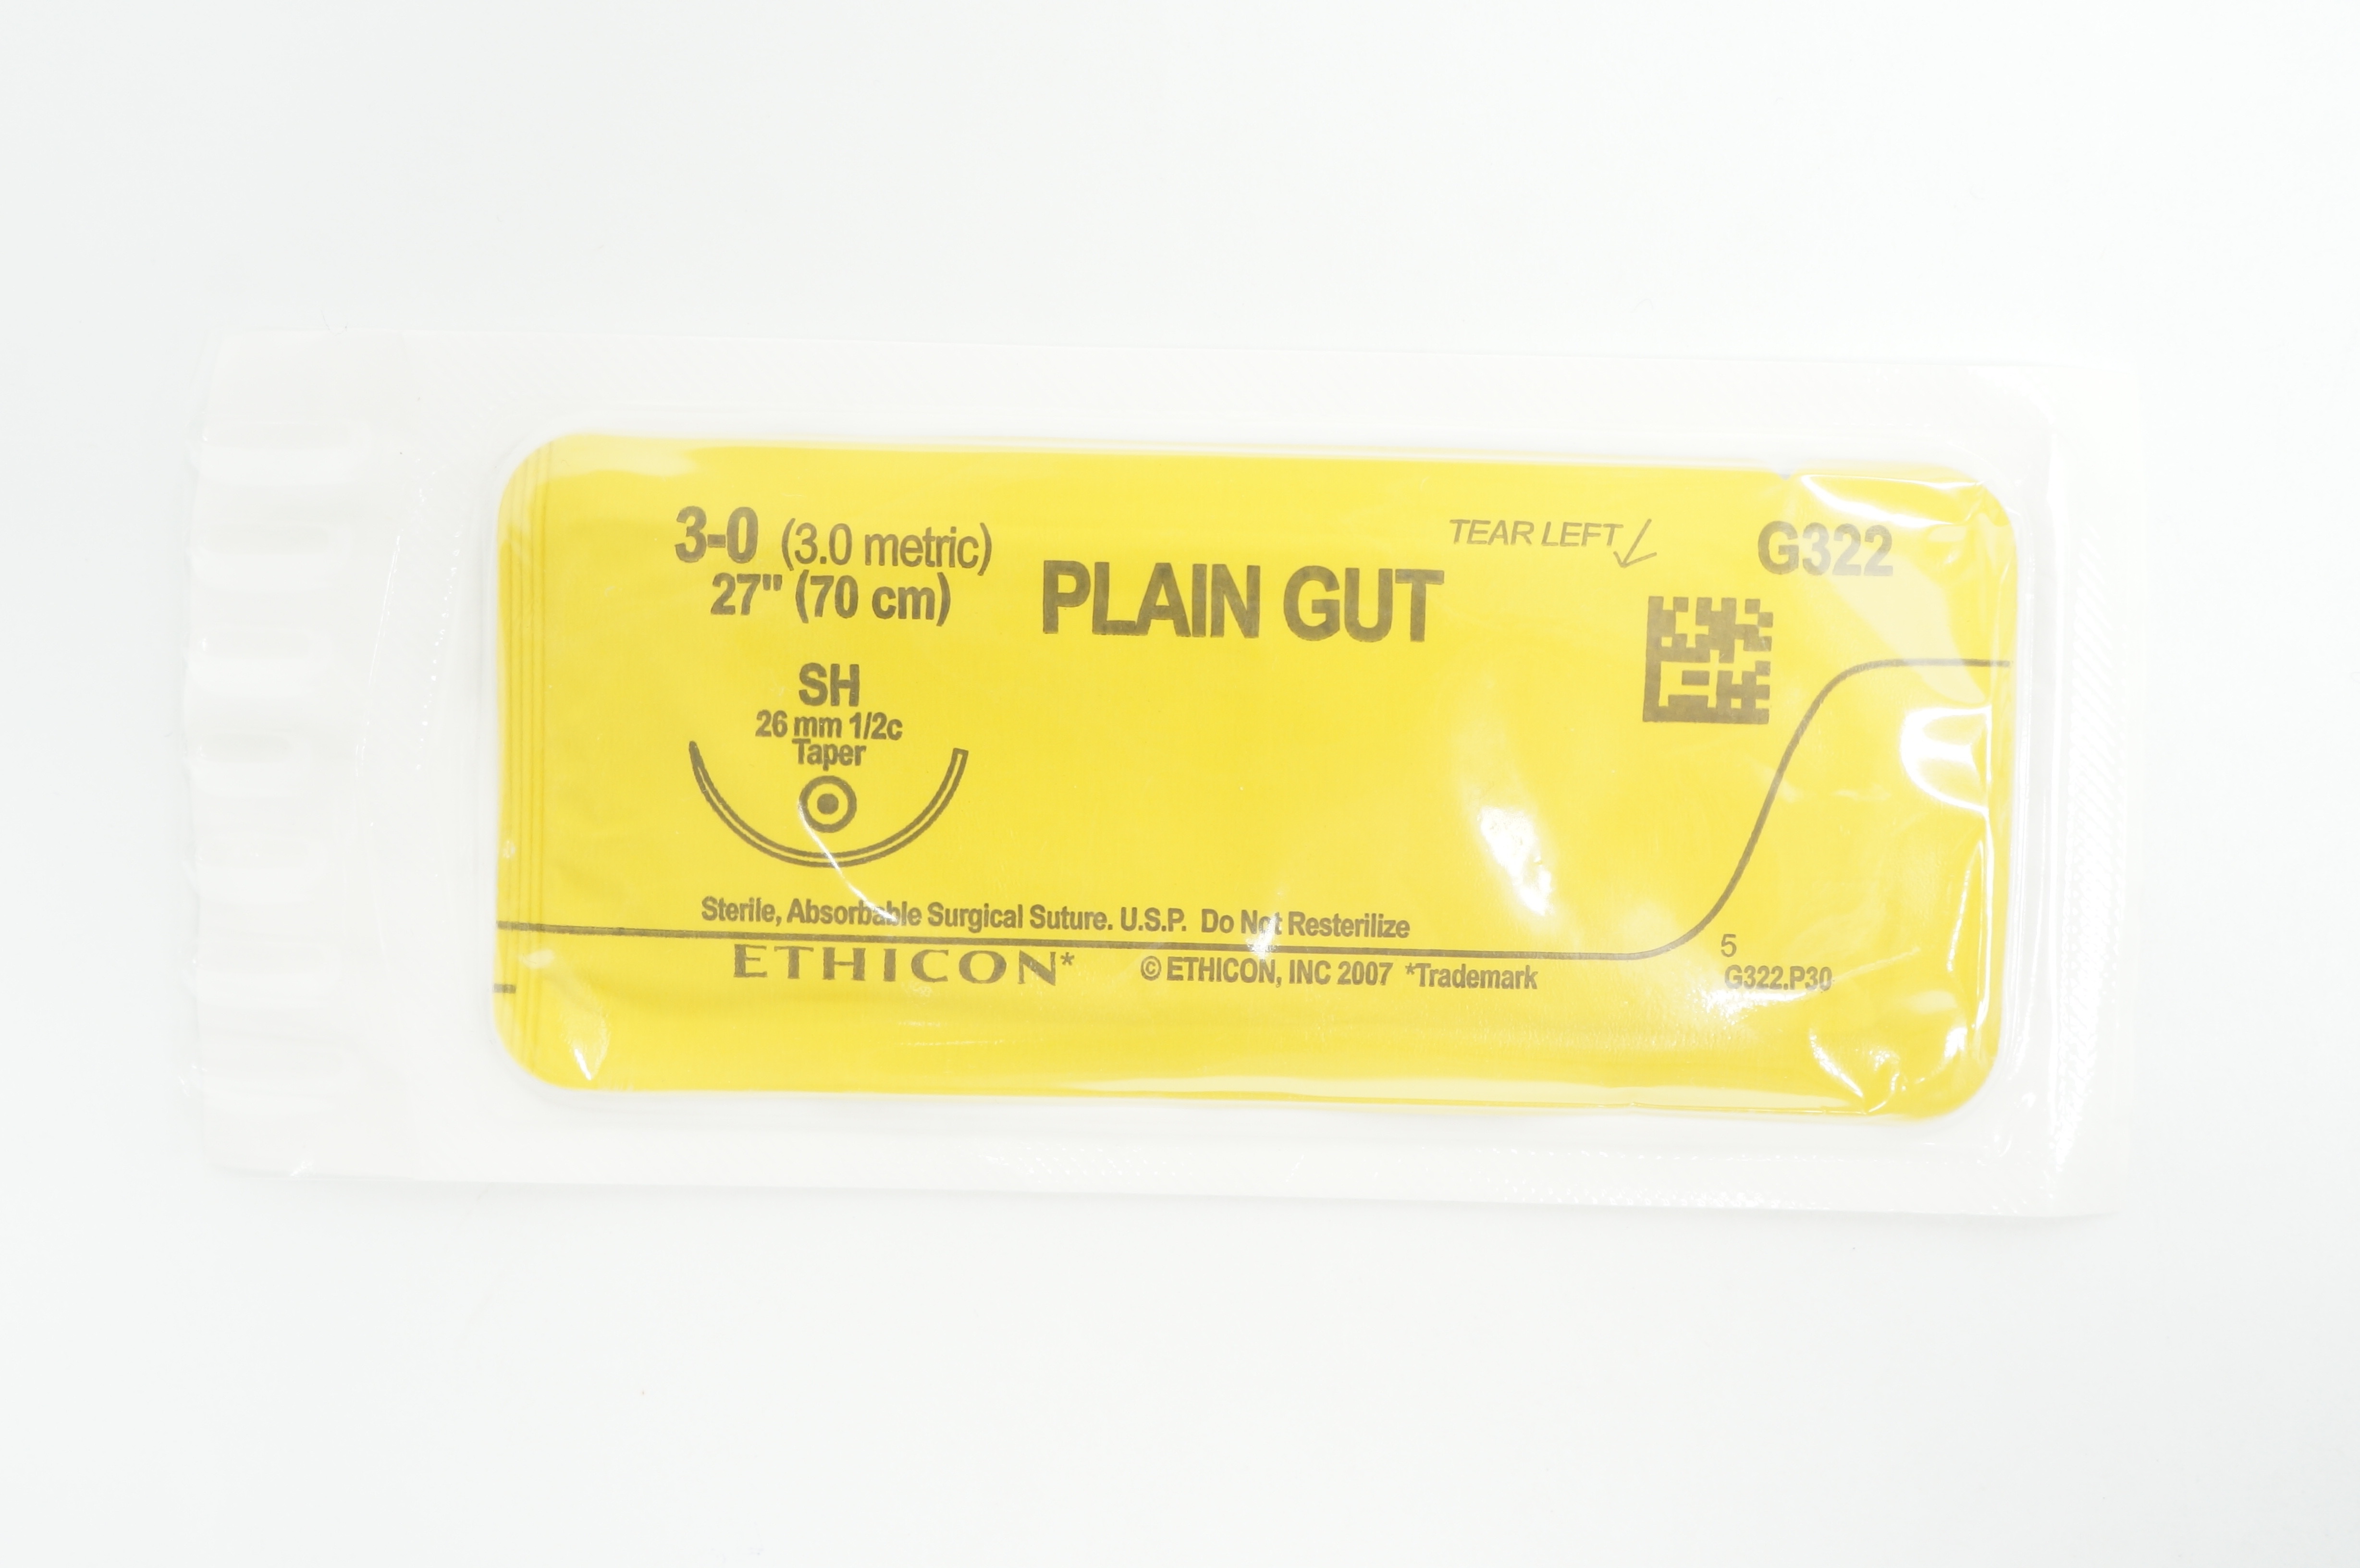 3-0 (3.0 metric)
27" (70 cm)
PLAIN GUT
TEAR LEFT
G322
SH
26 mm 1/2c
Taper
Sterile, Absorbable Surgical Suture. U.S.P. Do Not Resterilize
ETHICON*
© ETHICON, INC 2007 *Trademark
5
G322.P30